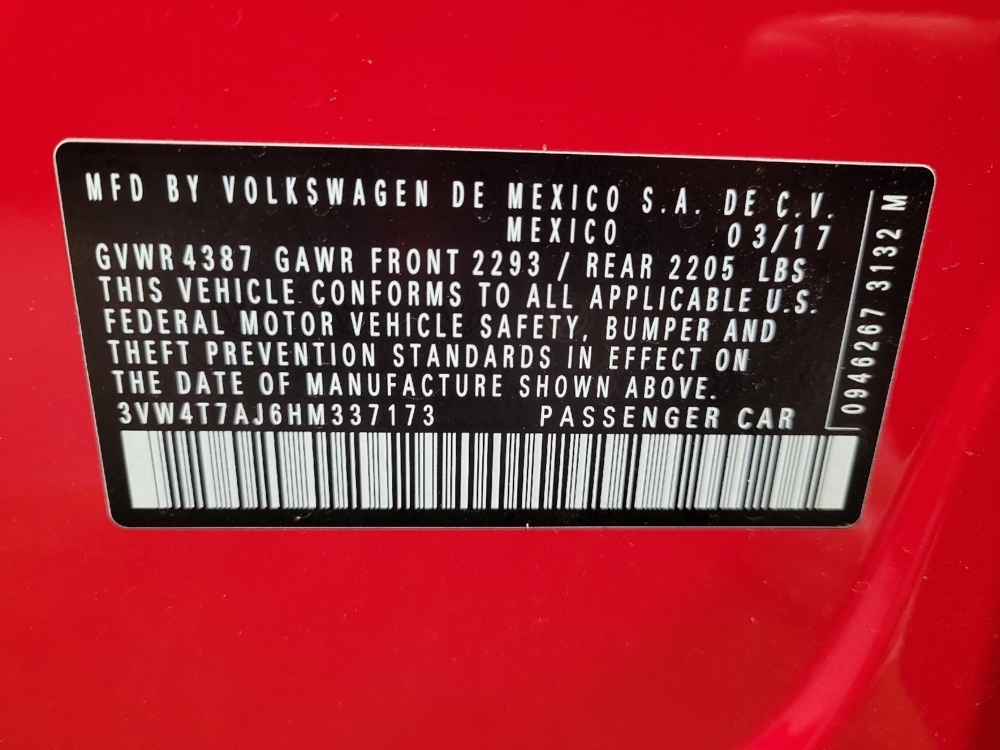 MFD BY VOLKSWAGEN DE MEXICO S.A. DE C.V.
MEXICO 03/17
GVWR 4387 GAWR FRONT 2293 / REAR 2205 LBS
THIS VEHICLE CONFORMS TO ALL APPLICABLE U.S.
FEDERAL MOTOR VEHICLE SAFETY, BUMPER AND
THEFT PREVENTION STANDARDS IN EFFECT ON
THE DATE OF MANUFACTURE SHOWN ABOVE.
3VW4T7AJ6HM337173 PASSENGER CAR
0946267 3132 M